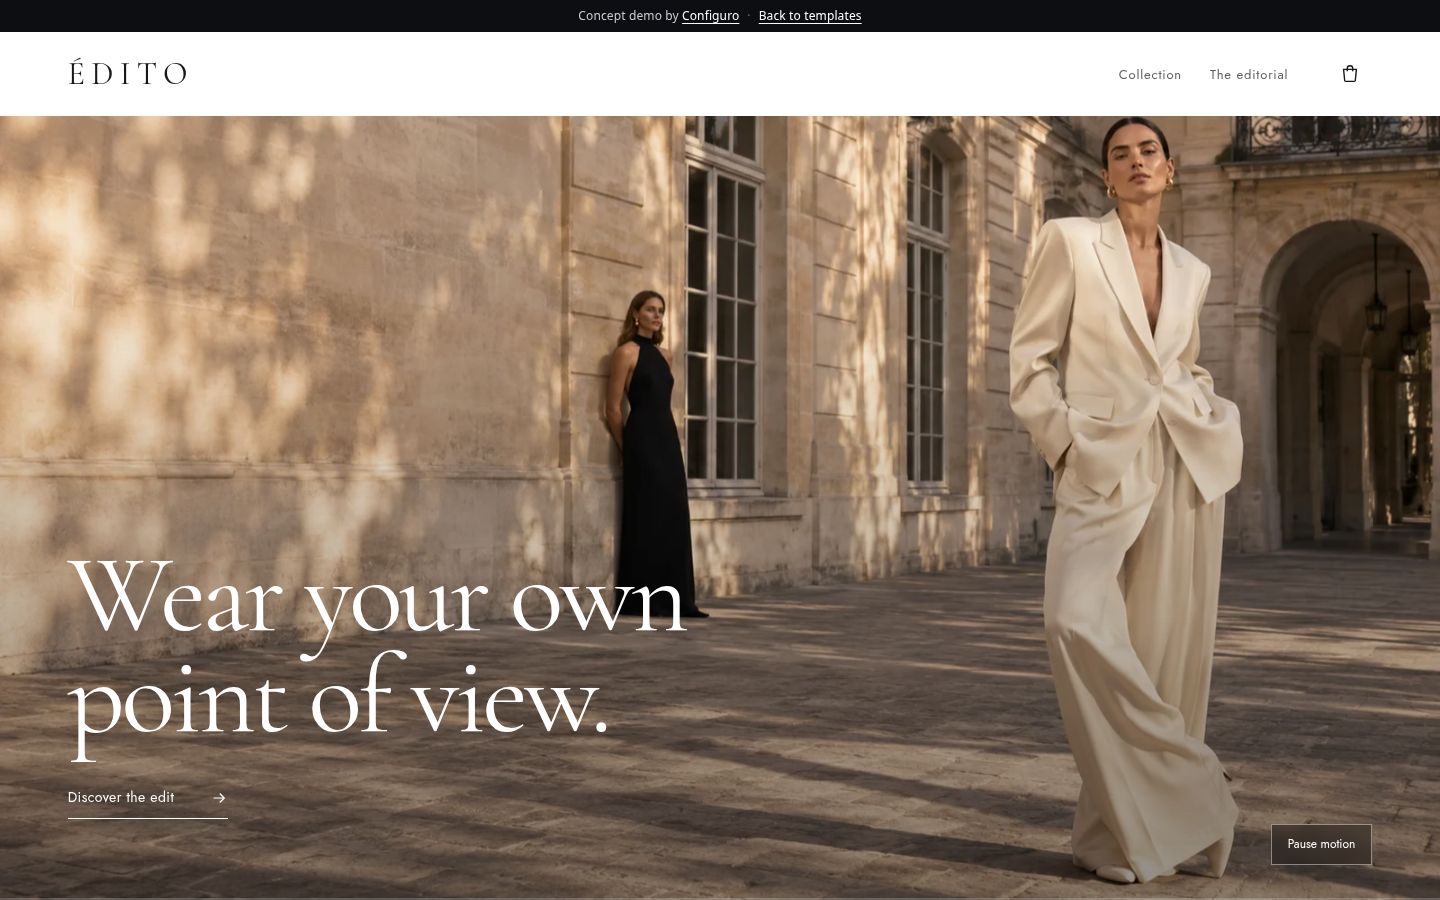 Concept demo by Configuro · Back to templates
ÉDITO
Collection
The editorial
Wear your own
point of view.
Discover the edit →
Pause motion